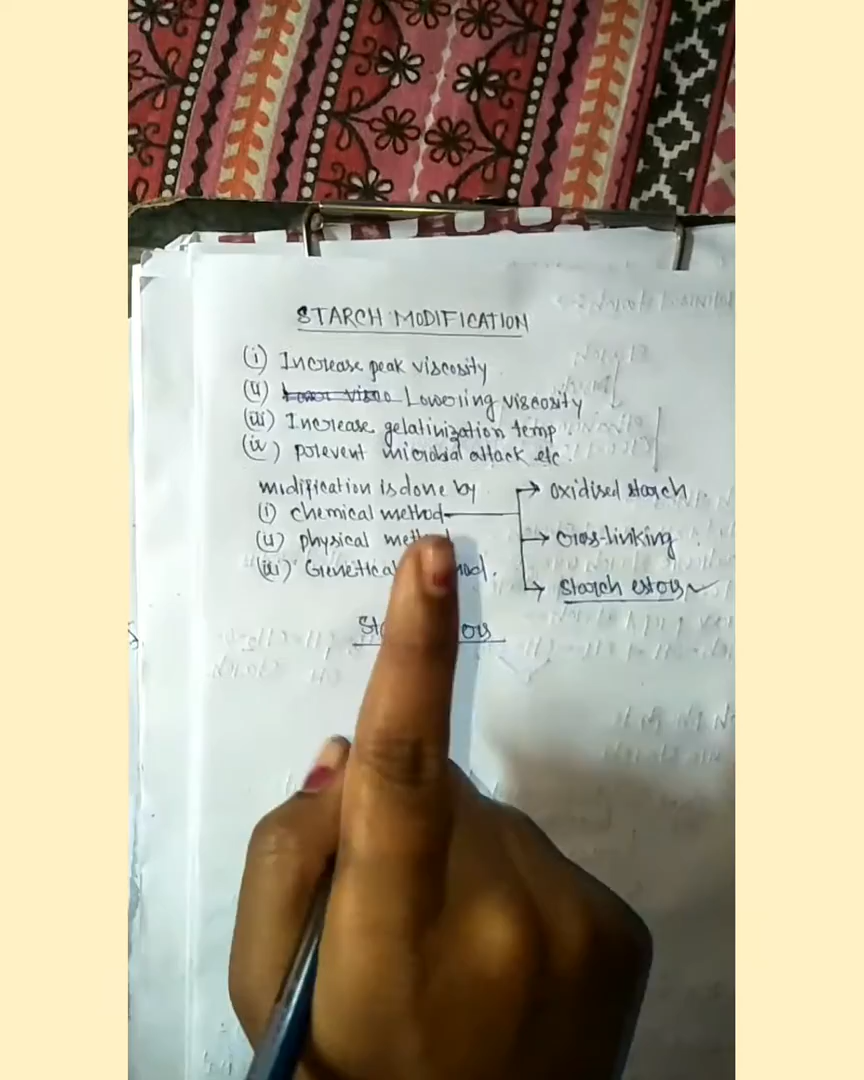 STARCH MODIFICATION
(i) Increase peak viscosity
(ii) Lowering viscosity
(iii) Increase gelatinization temp.
(iv) prevent microbial attack etc.
midification is done by
(i) chemical method → oxidised starch
(ii) physical → cross-linking
(iii) Genetical → starch esters